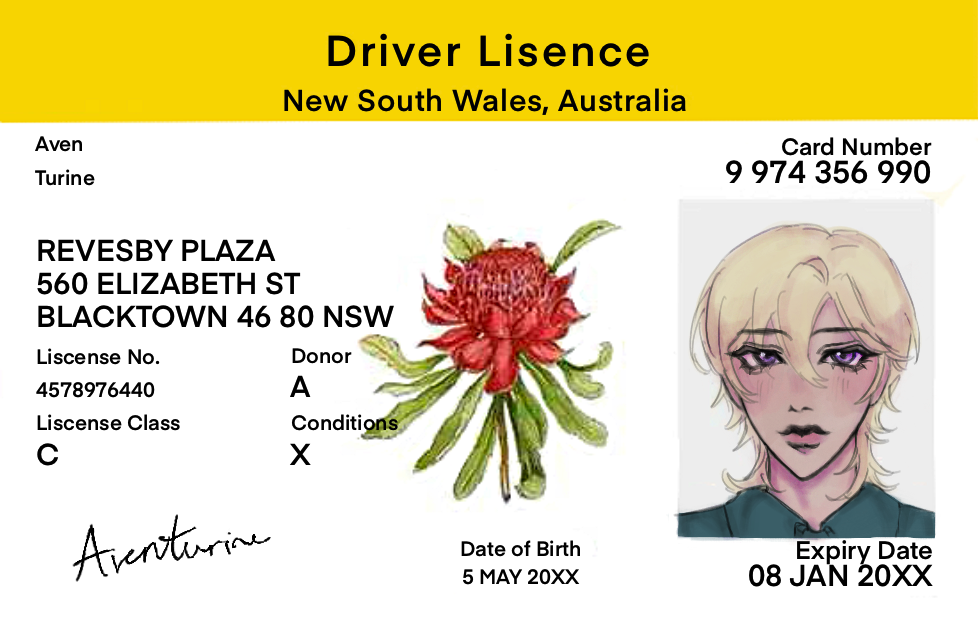 Driver Lisence
New South Wales, Australia
Aven
Turine
Card Number
9 974 356 990
REVESBY PLAZA
560 ELIZABETH ST
BLACKTOWN 46 80 NSW
Liscense No.
4578976440
Donor
A
Liscense Class
C
Conditions
X
Aventurine
Date of Birth
5 MAY 20XX
Expiry Date
08 JAN 20XX